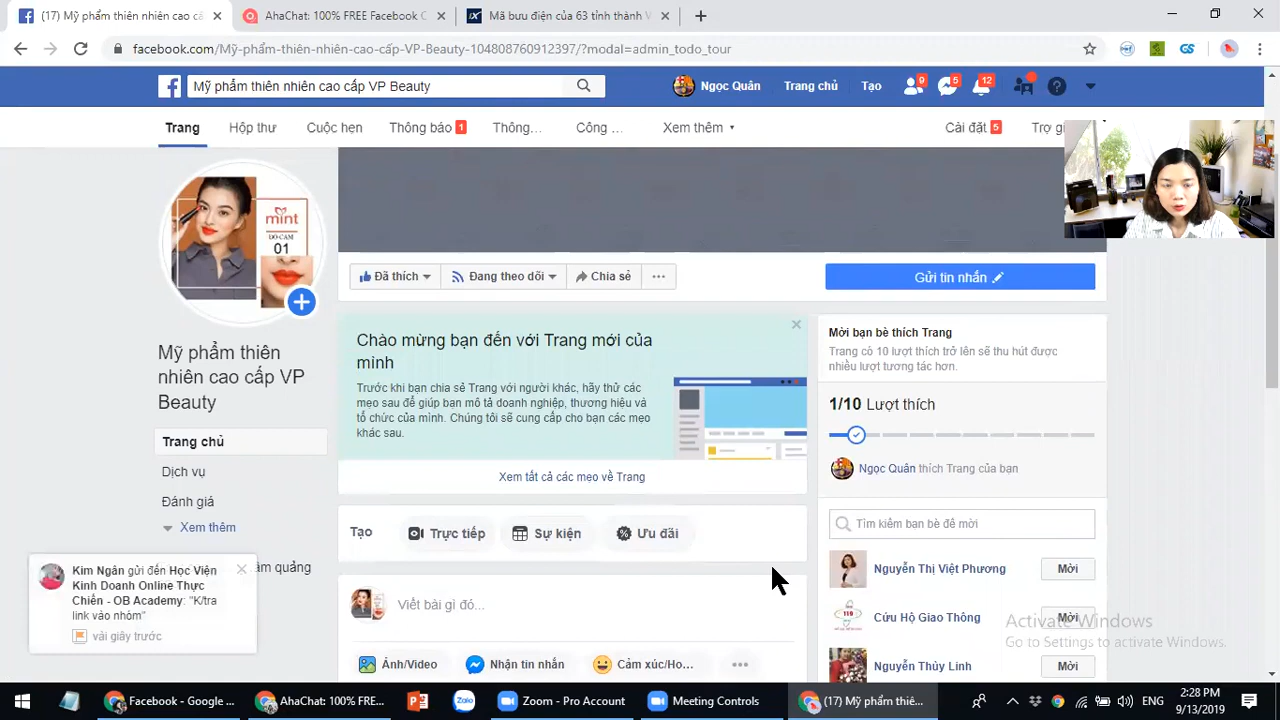 (17) Mỹ phẩm thiên nhiên cao cấ
AhaChat: 100% FREE Facebook C
Mã bưu điện của 63 tỉnh thành V
facebook.com/Mỹ-phẩm-thiên-nhiên-cao-cấp-VP-Beauty-104808760912397/?modal=admin_todo_tour
Mỹ phẩm thiên nhiên cao cấp VP Beauty
Ngọc Quân
Trang chủ
Tạo
9
5
12
Trang
Hộp thư
Cuộc hẹn
Thông báo 1
Thông...
Công ...
Xem thêm
Cài đặt 5
Trợ gi
mint
ĐỎ CAM
01
Đã thích
Đang theo dõi
Chia sẻ
Gửi tin nhắn
Mỹ phẩm thiên
nhiên cao cấp VP
Beauty
Trang chủ
Dịch vụ
Đánh giá
Xem thêm
ăm quảng
Chào mừng bạn đến với Trang mới của
mình
Trước khi bạn chia sẻ Trang với người khác, hãy thử các
mẹo sau để giúp bạn mô tả doanh nghiệp, thương hiệu và
tổ chức của mình. Chúng tôi sẽ cung cấp cho bạn các mẹo
khác sau.
Xem tất cả các mẹo về Trang
Tạo
Trực tiếp
Sự kiện
Ưu đãi
Viết bài gì đó...
Ảnh/Video
Nhận tin nhắn
Cảm xúc/Ho...
Mời bạn bè thích Trang
Trang có 10 lượt thích trở lên sẽ thu hút được
nhiều lượt tương tác hơn.
1/10 Lượt thích
Ngọc Quân thích Trang của bạn
Tìm kiếm bạn bè để mời
Nguyễn Thị Việt Phương
Mời
Cứu Hộ Giao Thông
Mời
Nguyễn Thùy Linh
Mời
Kim Ngân gửi đến Học Viện
Kinh Doanh Online Thực
Chiến - OB Academy: "K/tra
link vào nhóm"
vài giây trước
Activate Windows
Go to Settings to activate Windows.
Facebook - Google ...
AhaChat: 100% FRE...
Zoom - Pro Account
Meeting Controls
(17) Mỹ phẩm thiê...
ENG
2:28 PM
9/13/2019